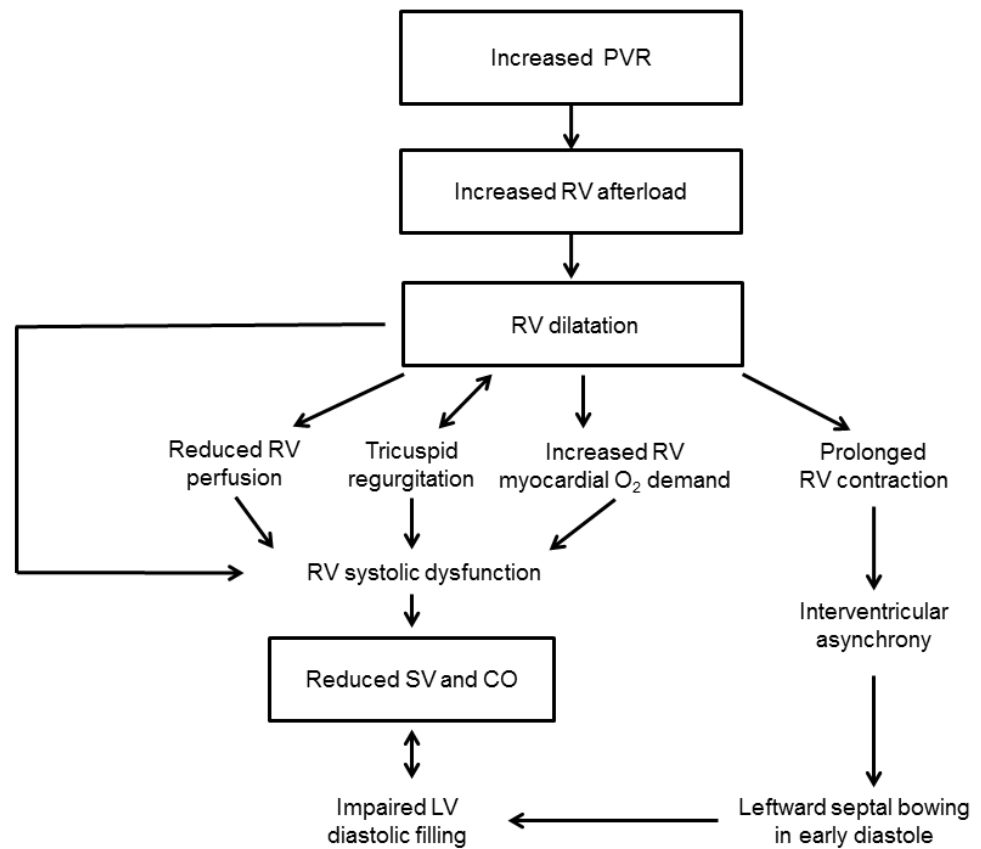 Increased PVR
Increased RV afterload
RV dilatation
Reduced RV
perfusion
Tricuspid
regurgitation
Increased RV
myocardial O₂ demand
Prolonged
RV contraction
RV systolic dysfunction
Interventricular
asynchrony
Reduced SV and CO
Impaired LV
diastolic filling
Leftward septal bowing
in early diastole